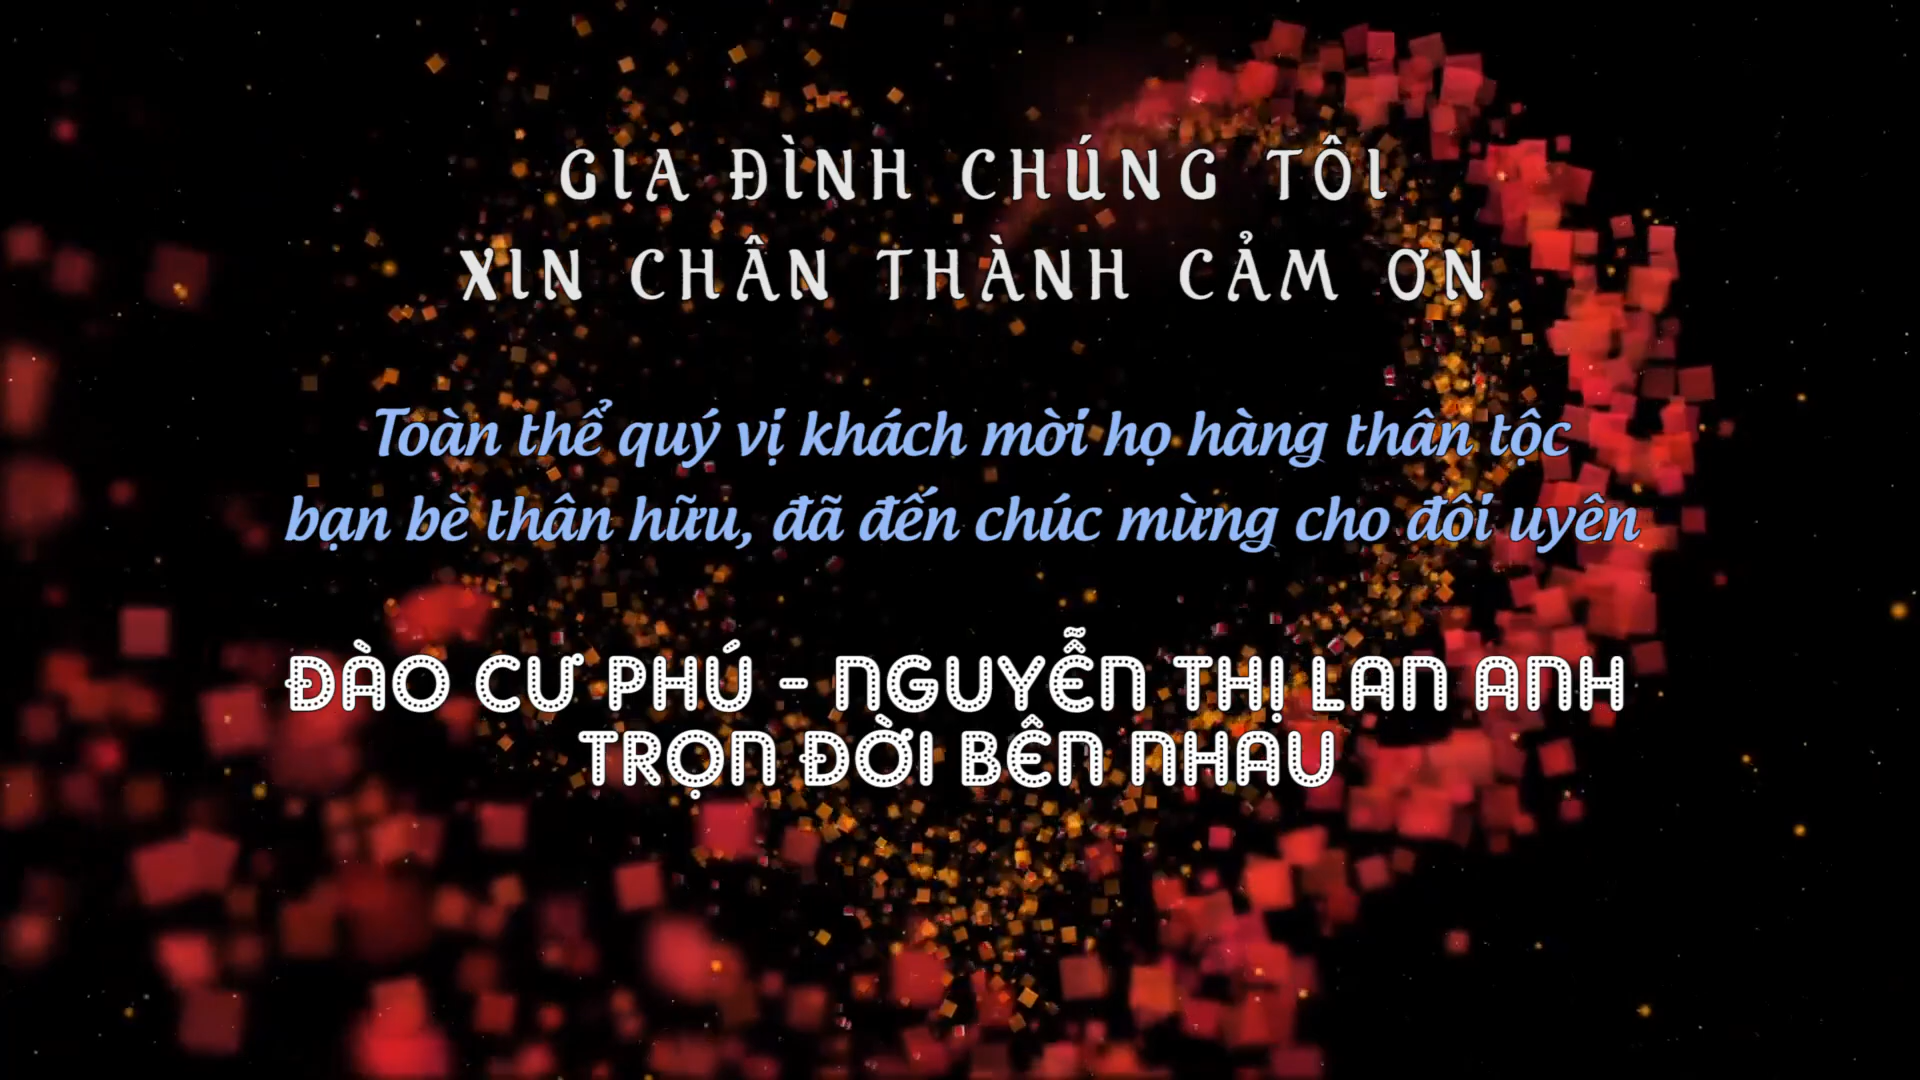 GIA ĐÌNH CHÚNG TÔI
XIN CHÂN THÀNH CẢM ƠN
Toàn thể quý vị khách mời họ hàng thân tộc
bạn bè thân hữu, đã đến chúc mừng cho đôi uyên
ĐÀO CƯ PHÚ - NGUYỄN THỊ LAN ANH
TRỌN ĐỜI BÊN NHAU